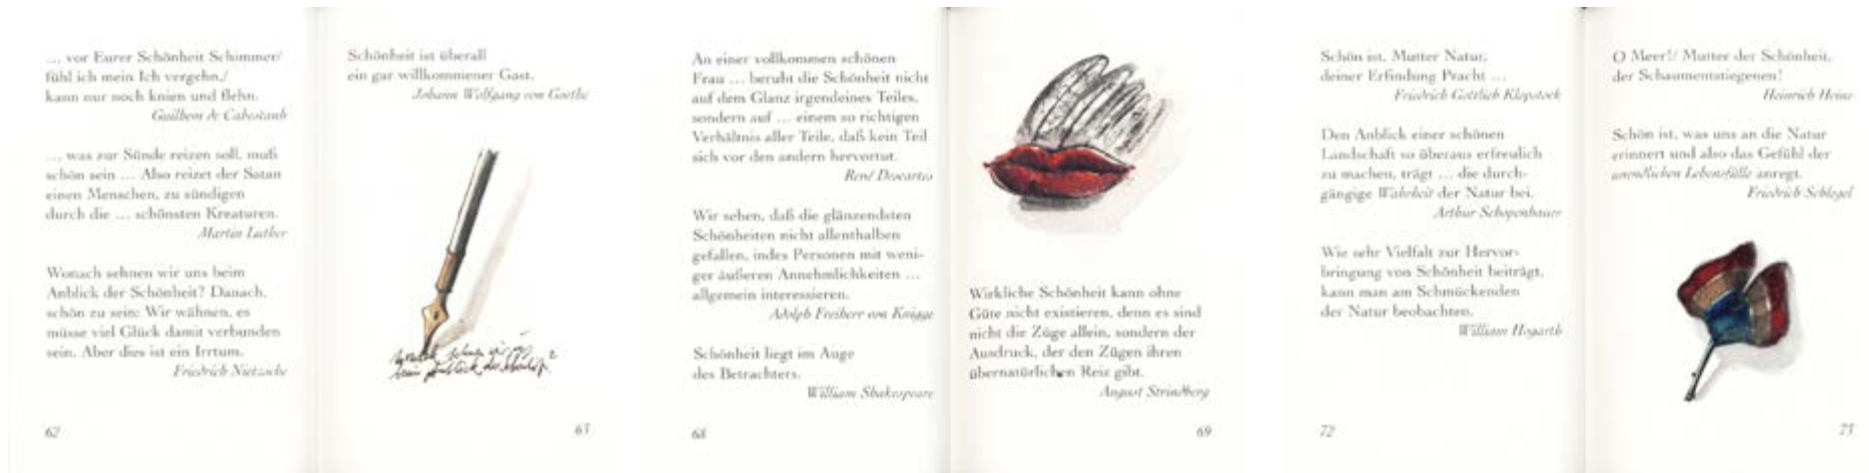 … vor Eurer Schönheit Schimmer/
fühl ich mein Ich vergehn,/
kann nur noch knien und flehn.
Guilhem de Cabestanh
… was zur Sünde reizen soll, muß
schön sein … Also reizet der Satan
einen Menschen, zu sündigen
durch die … schönsten Kreaturen.
Martin Luther
Wonach sehnen wir uns beim
Anblick der Schönheit? Danach,
schön zu sein: Wir wähnen, es
müsse viel Glück damit verbunden
sein. Aber dies ist ein Irrtum.
Friedrich Nietzsche
62
Schönheit ist überall
ein gar willkommener Gast.
Johann Wolfgang von Goethe
63
An einer vollkommen schönen
Frau … beruht die Schönheit nicht
auf dem Glanz irgendeines Teiles,
sondern auf … einem so richtigen
Verhältnis aller Teile, daß kein Teil
sich vor den andern hervortut.
René Descartes
Wir sehen, daß die glänzendsten
Schönheiten nicht allenthalben
gefallen, indes Personen mit weni-
ger äußeren Annehmlichkeiten …
allgemein interessieren.
Adolph Freiherr von Knigge
Schönheit liegt im Auge
des Betrachters.
William Shakespeare
68
Wirkliche Schönheit kann ohne
Güte nicht existieren, denn es sind
nicht die Züge allein, sondern der
Ausdruck, der den Zügen ihren
übernatürlichen Reiz gibt.
August Strindberg
69
Schön ist, Mutter Natur,
deiner Erfindung Pracht …
Friedrich Gottlieb Klopstock
Den Anblick einer schönen
Landschaft so überaus erfreulich
zu machen, trägt … die durch-
gängige Wahrheit der Natur bei.
Arthur Schopenhauer
Wie sehr Vielfalt zur Hervor-
bringung von Schönheit beiträgt,
kann man am Schmückenden
der Natur beobachten.
William Hogarth
72
O Meer!/ Mutter der Schönheit,
der Schaumentstiegenen!
Heinrich Heine
Schön ist, was uns an die Natur
erinnert und also das Gefühl der
unendlichen Lebensfülle anregt.
Friedrich Schlegel
73